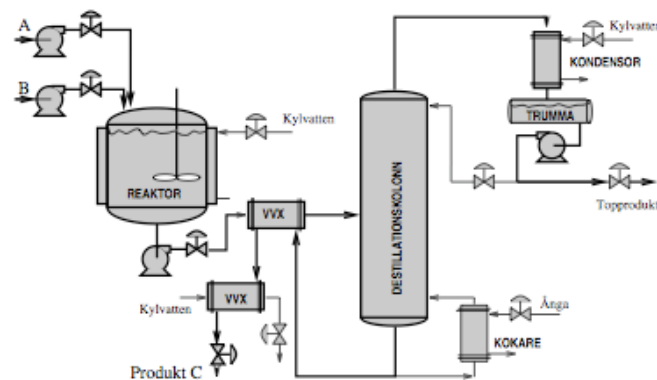 A
B
Kylvatten
Kylvatten
KONDENSOR
TRUMMA
REAKTOR
VVX
DESTILLATIONSKOLONN
Topprodukt
VVX
Kylvatten
Ånga
KOKARE
Produkt C